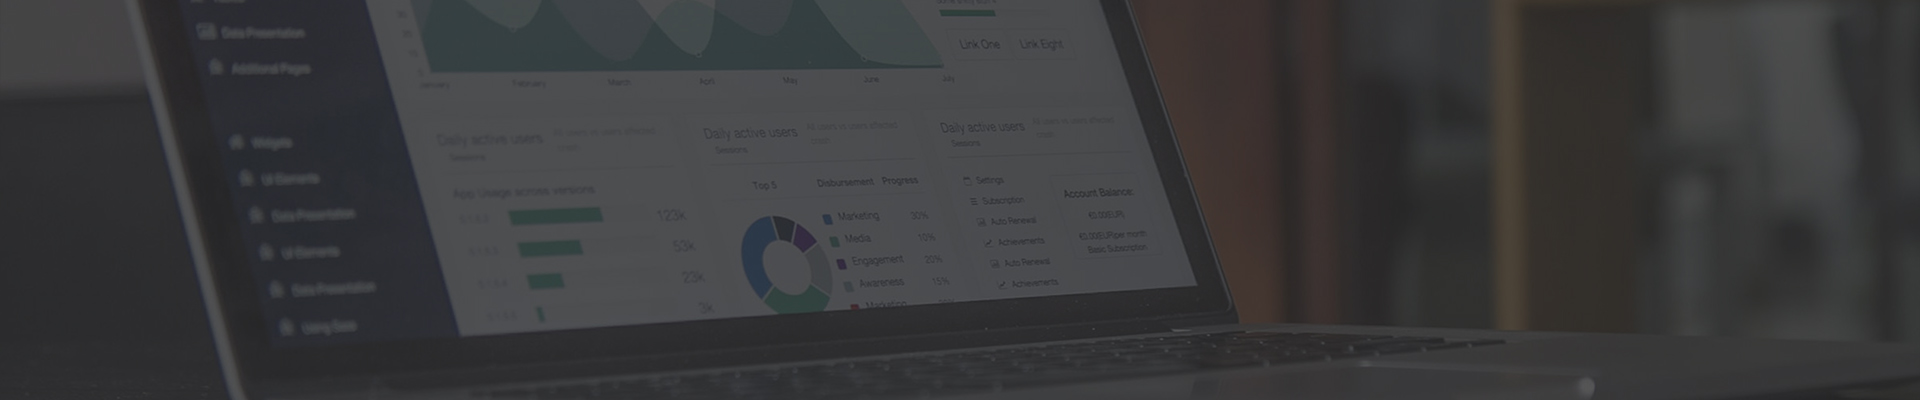 Data Presentation
Additional Pages
Widgets
UI Elements
Data Presentation
UI Elements
Data Presentation
January February March April May June July
Link One Link Eight
Daily active users
Sessions
App Usage across versions
123k
53k
23k
3k
Daily active users
Sessions
Top 5 Disbursement Progress
Marketing 30%
Media 10%
Engagement 20%
Awareness 15%
Marketing
Daily active users
Sessions
Settings
Subscription
Auto Renewal
Achievements
Auto Renewal
Achievements
Account Balance:
€0.00EUR
€0.00EUR/per month
Basic Subscription